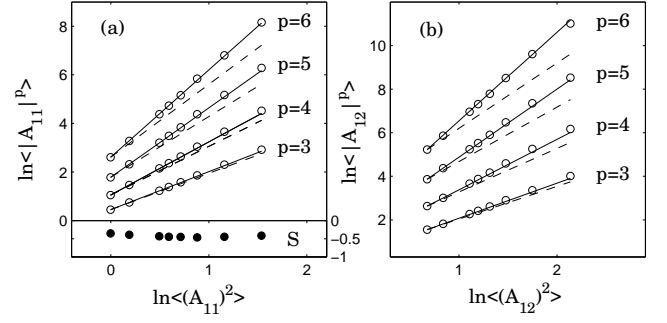 (a)
p=6
p=5
p=4
p=3
8
6
4
2
0
0
−0.5
−1
S
0
1
2
ln<|A11|^p>
ln<(A11)^2>
(b)
p=6
p=5
p=4
p=3
10
8
6
4
2
0
1
2
ln<|A12|^p>
ln<(A12)^2>